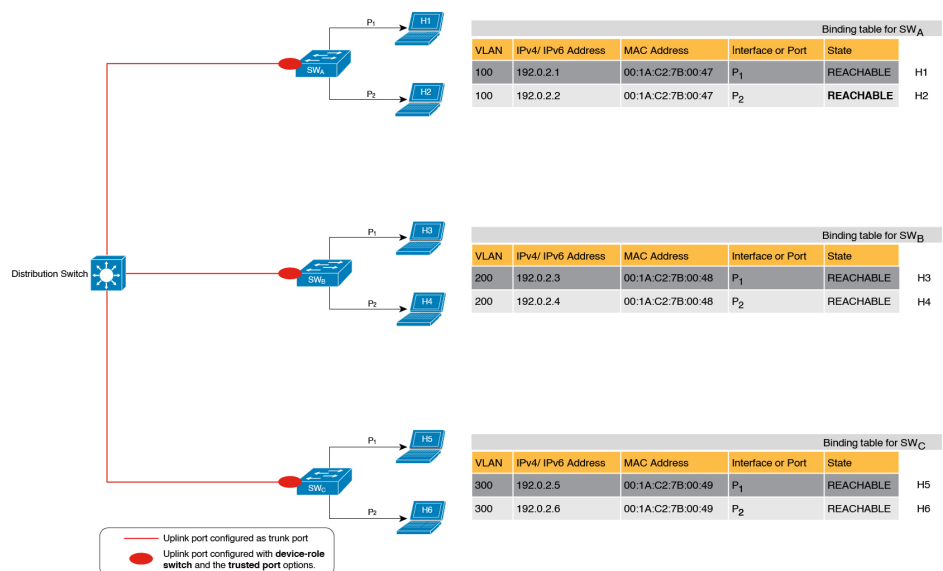 P1
H1
SWA
P2
H2
Binding table for SWA
VLAN IPv4/ IPv6 Address MAC Address Interface or Port State
100 192.0.2.1 00:1A:C2:7B:00:47 P1 REACHABLE H1
100 192.0.2.2 00:1A:C2:7B:00:47 P2 REACHABLE H2
Distribution Switch
P1
H3
SWB
P2
H4
Binding table for SWB
VLAN IPv4/ IPv6 Address MAC Address Interface or Port State
200 192.0.2.3 00:1A:C2:7B:00:48 P1 REACHABLE H3
200 192.0.2.4 00:1A:C2:7B:00:48 P2 REACHABLE H4
P1
H5
SWC
P2
H6
Binding table for SWC
VLAN IPv4/ IPv6 Address MAC Address Interface or Port State
300 192.0.2.5 00:1A:C2:7B:00:49 P1 REACHABLE H5
300 192.0.2.6 00:1A:C2:7B:00:49 P2 REACHABLE H6
Uplink port configured as trunk port
Uplink port configured with device-role
switch and the trusted port options.